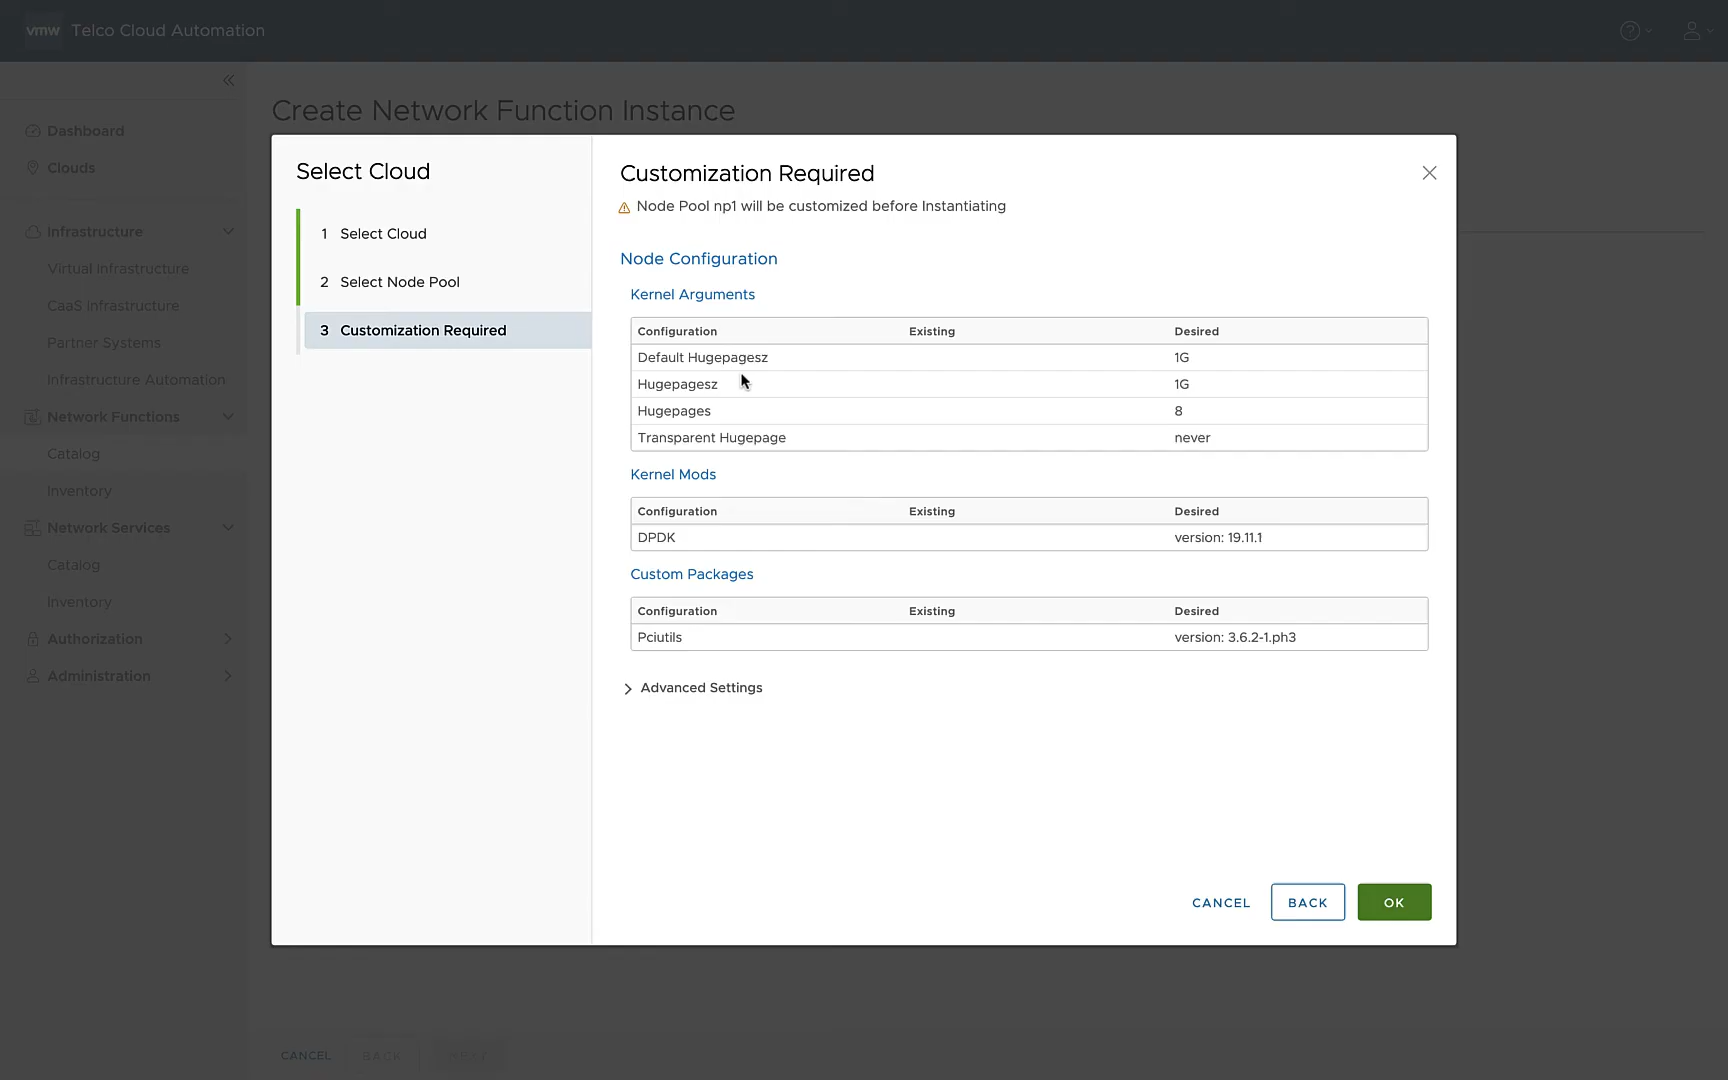 vmw Telco Cloud Automation
Dashboard
Clouds
Infrastructure
Virtual Infrastructure
CaaS Infrastructure
Partner Systems
Infrastructure Automation
Network Functions
Catalog
Inventory
Network Services
Catalog
Inventory
Authorization
Administration
Create Network Function Instance
Select Cloud
1 Select Cloud
2 Select Node Pool
3 Customization Required
Customization Required
Node Pool np1 will be customized before Instantiating
Node Configuration
Kernel Arguments
Configuration Existing Desired
Default Hugepagesz 1G
Hugepagesz 1G
Hugepages 8
Transparent Hugepage never
Kernel Mods
Configuration Existing Desired
DPDK version: 19.11.1
Custom Packages
Configuration Existing Desired
Pciutils version: 3.6.2-1.ph3
Advanced Settings
CANCEL BACK OK
CANCEL BACK NEXT